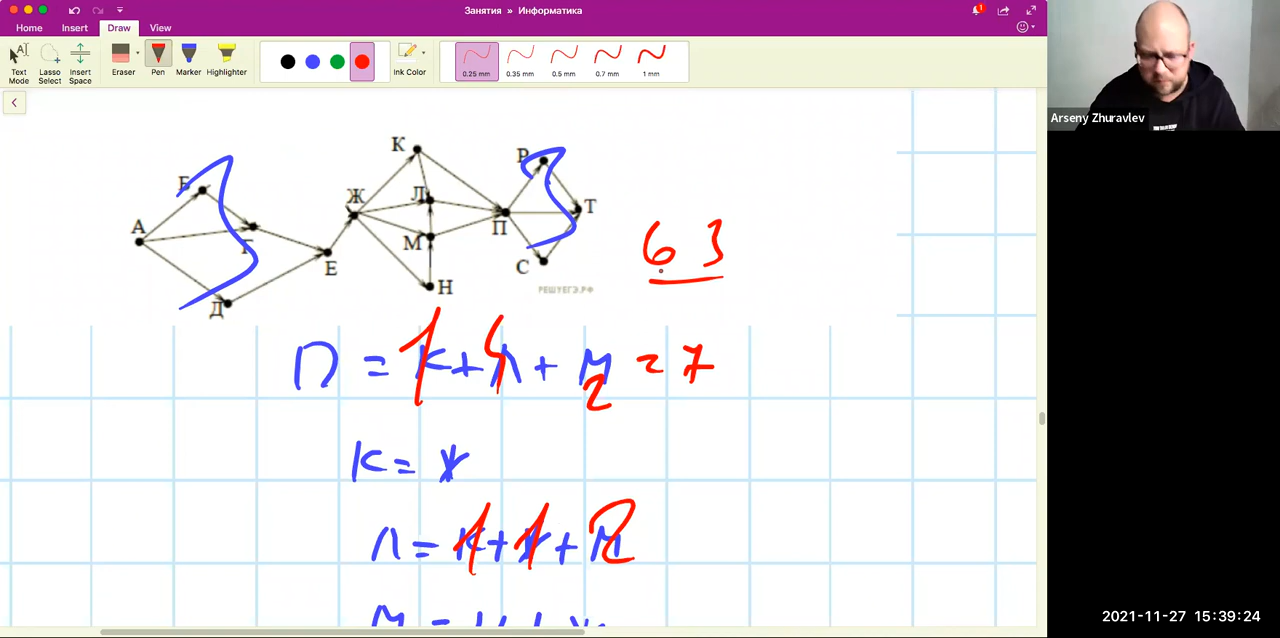 Занятия » Информатика
1
Home Insert Draw View
Text Mode
Lasso Select
Insert Space
Eraser
Pen
Marker
Highlighter
Ink Color
0.25 mm
0.35 mm
0.5 mm
0.7 mm
1 mm
Arseny Zhuravlev
К
Р
Ж
Л
Т
А
М
П
Г
Е
С
Д
Н
РЕШУЕГЭ.РФ
6 3
П = К + Л + М = 7
1 4 2
К = Ж
Л = К + Ж + М
1 1 2
2021-11-27 15:39:24